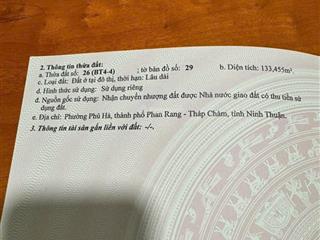 2. Thông tin thửa đất:
a. Thửa đất số: 26 (BT4-4) ; tờ bản đồ số: 29 b. Diện tích: 133,455m².
c. Loại đất: Đất ở tại đô thị, thời hạn: Lâu dài
d. Hình thức sử dụng: Sử dụng riêng
đ. Nguồn gốc sử dụng: Nhận chuyển nhượng đất được Nhà nước giao đất có thu tiền sử
dụng đất.
e. Địa chỉ: Phường Phủ Hà, thành phố Phan Rang - Tháp Chàm, tỉnh Ninh Thuận.
3. Thông tin tài sản gắn liền với đất: -/-.